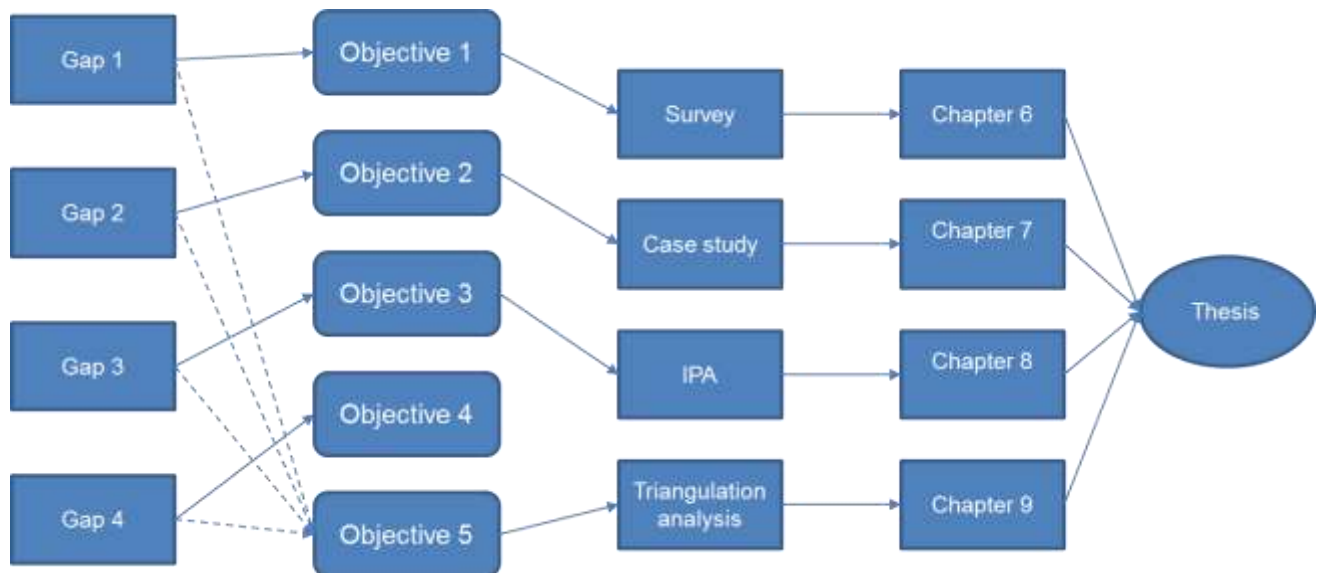 Gap 1
Gap 2
Gap 3
Gap 4
Objective 1
Objective 2
Objective 3
Objective 4
Objective 5
Survey
Case study
IPA
Triangulation
analysis
Chapter 6
Chapter 7
Chapter 8
Chapter 9
Thesis